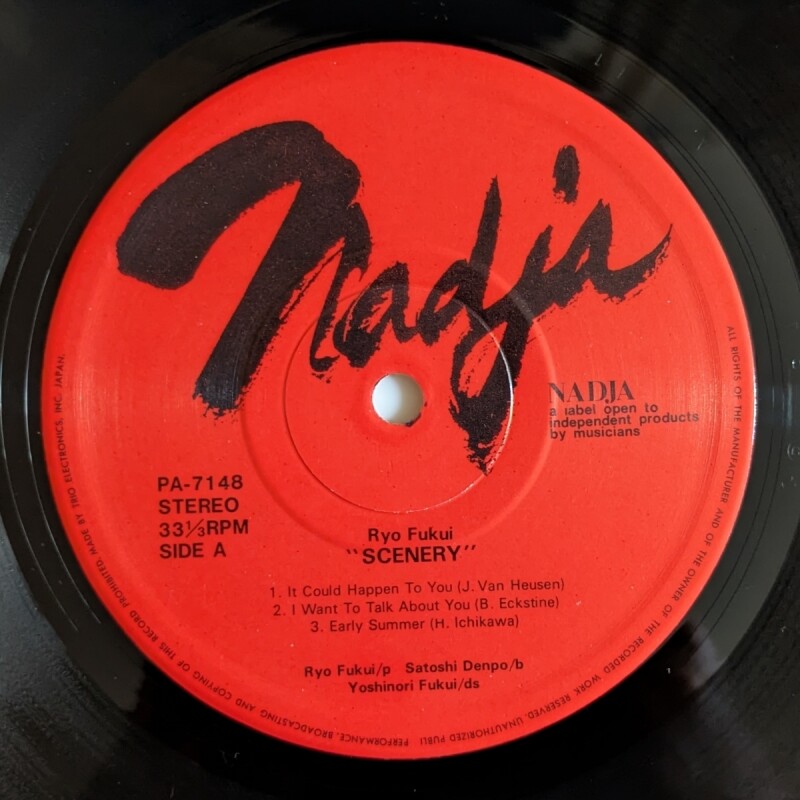 Nadja
NADJA
a label open to
independent products
by musicians
PA-7148
STEREO
33⅓RPM
SIDE A
Ryo Fukui
"SCENERY"
1. It Could Happen To You (J. Van Heusen)
2. I Want To Talk About You (B. Eckstine)
3. Early Summer (H. Ichikawa)
Ryo Fukui/p Satoshi Denpo/b
Yoshinori Fukui/ds
ALL RIGHTS OF THE MANUFACTURER AND OF THE OWNER OF THE RECORDED WORK RESERVED. UNAUTHORIZED PUBLI PERFORMANCE, BROADCASTING AND COPYING OF THIS RECORD PROHIBITED. MADE BY TRIO ELECTRONICS, INC. JAPAN.